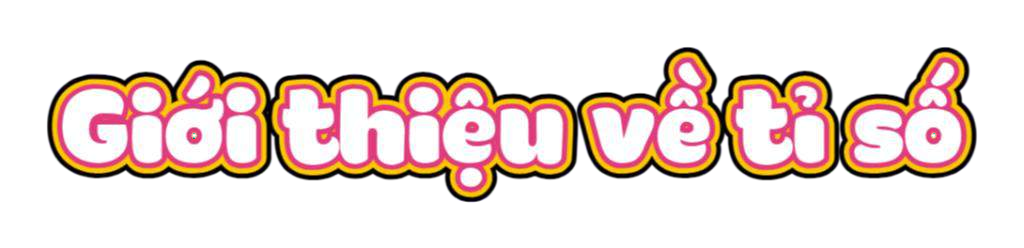 Giới thiệu về tỉ số